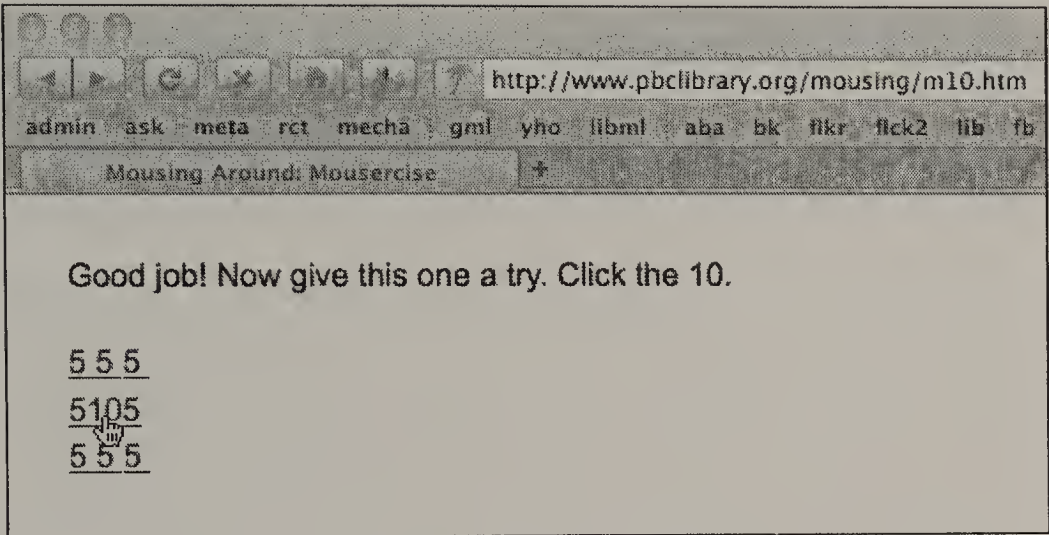 http://www.pbclibrary.org/mousing/m10.htm
admin ask meta rct mecha gml yho libml aba bk flkr flck2 lib fb
Mousing Around: Mousercise +
Good job! Now give this one a try. Click the 10.
5 5 5
5105
5 5 5